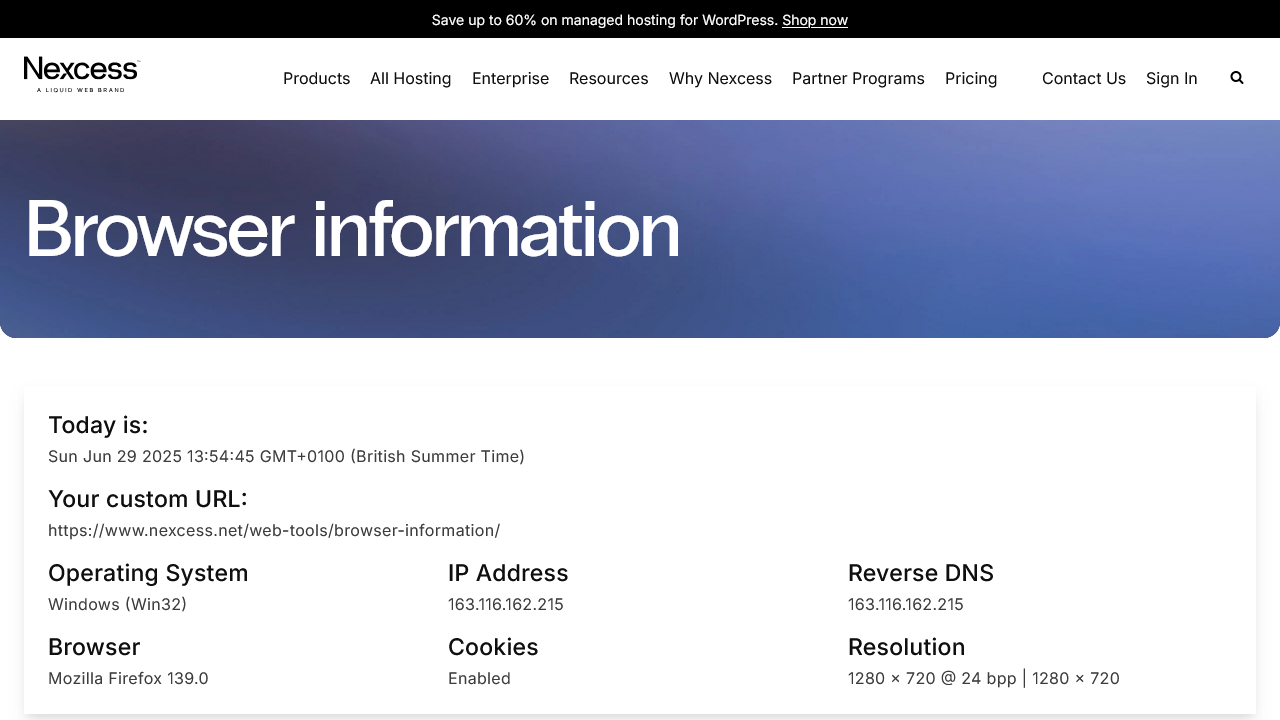 Save up to 60% on managed hosting for WordPress. Shop now
Nexcess™
A LIQUID WEB BRAND
Products All Hosting Enterprise Resources Why Nexcess Partner Programs Pricing Contact Us Sign In
Browser information
Today is:
Sun Jun 29 2025 13:54:45 GMT+0100 (British Summer Time)
Your custom URL:
https://www.nexcess.net/web-tools/browser-information/
Operating System IP Address Reverse DNS
Windows (Win32) 163.116.162.215 163.116.162.215
Browser Cookies Resolution
Mozilla Firefox 139.0 Enabled 1280 × 720 @ 24 bpp | 1280 × 720